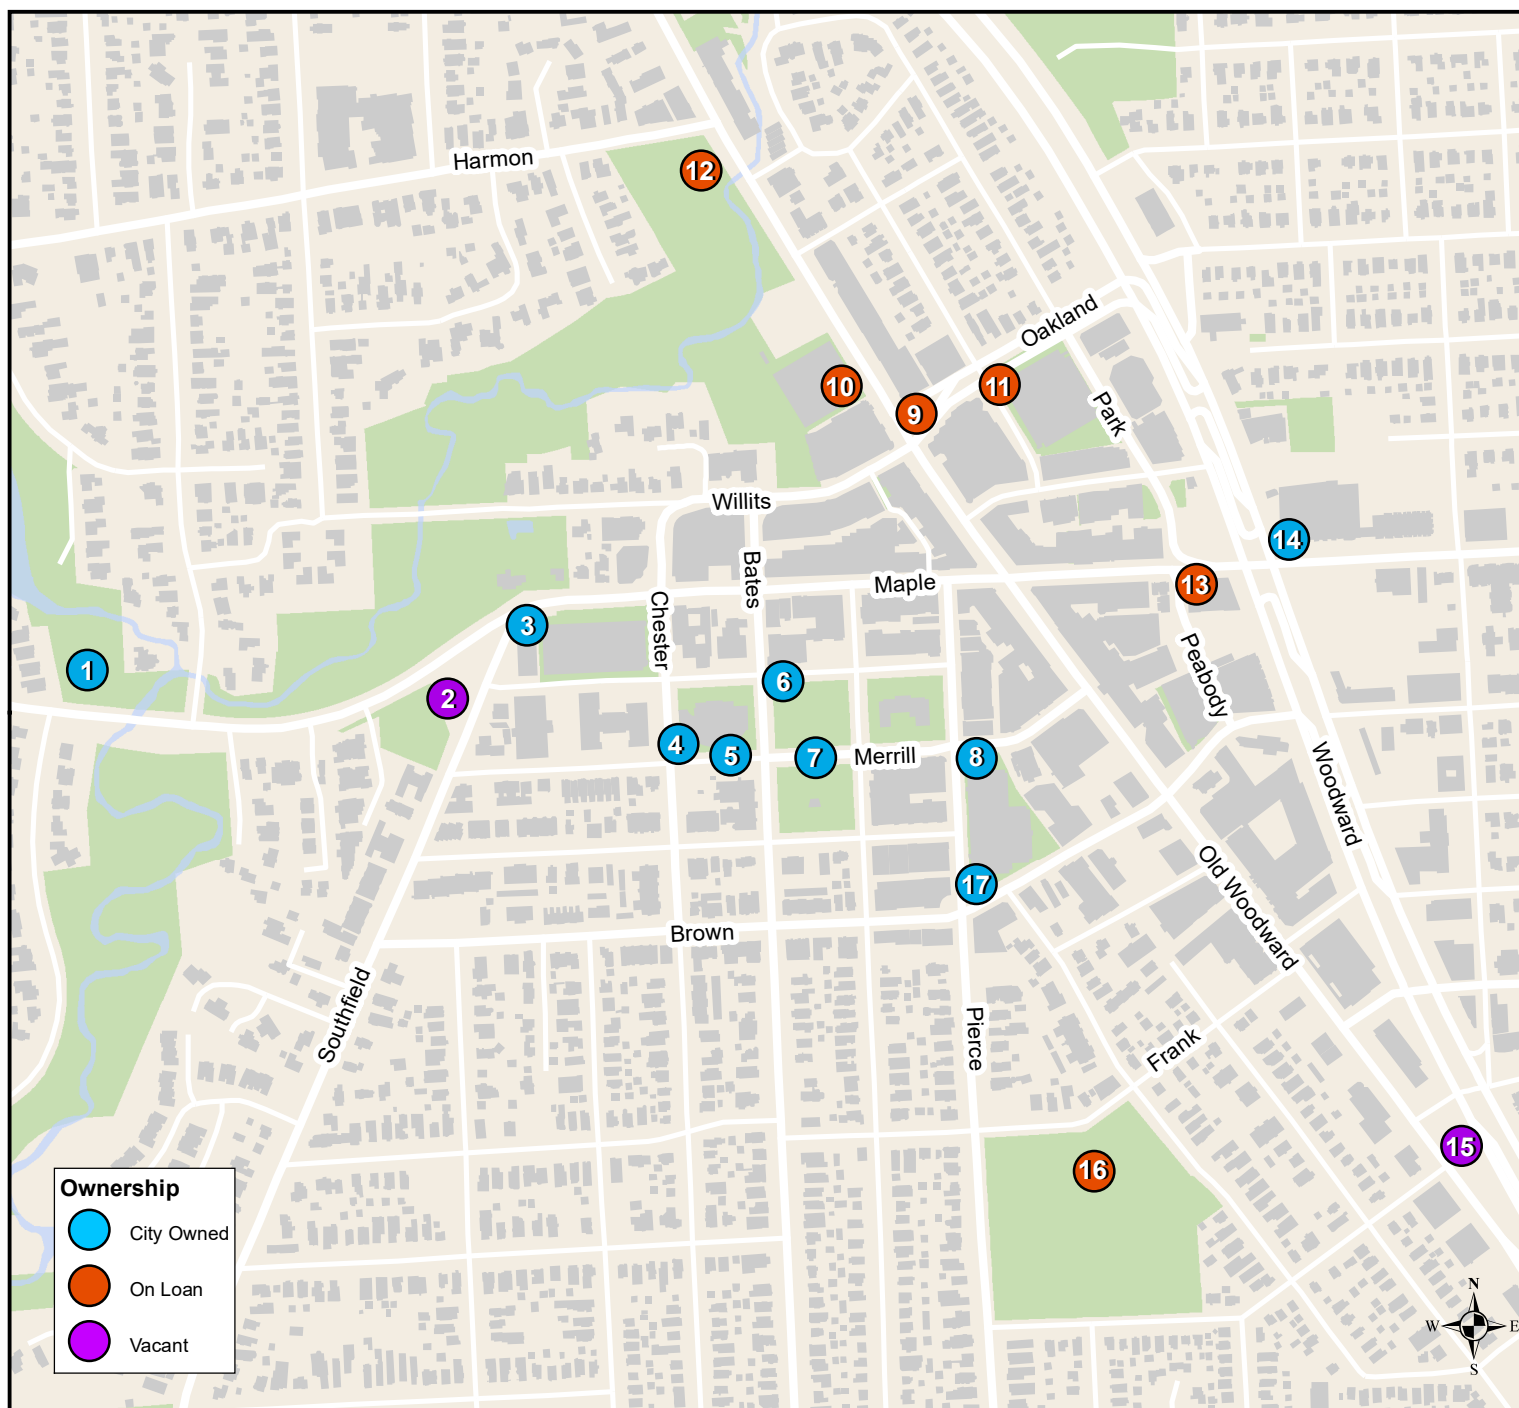 Harmon
12
Oakland
10
11
9
Park
Willits
14
Bates
Maple
13
Chester
3
Peabody
1
6
2
4
5
7
Merrill
8
Woodward
Old Woodward
17
Brown
Southfield
Pierce
Frank
15
16
Ownership
City Owned
On Loan
Vacant
N
W
E
S